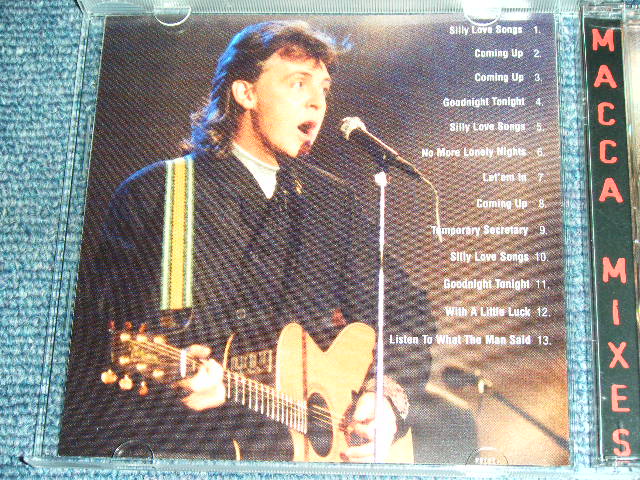 Silly Love Songs 1.
Coming Up 2.
Coming Up 3.
Goodnight Tonight 4.
Silly Love Songs 5.
No More Lonely Nights 6.
Let'em In 7
Coming Up 8
Temporary Secretary 9.
Silly Love Songs 10.
Goodnight Tonight 11.
With A Little Luck 12.
Listen To What The Man Said 13.
MACCA MIXES